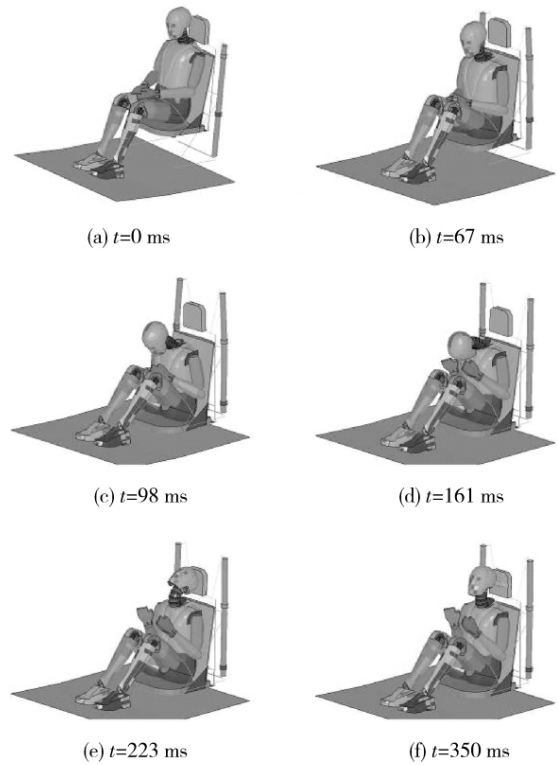 (a) t=0 ms
(b) t=67 ms
(c) t=98 ms
(d) t=161 ms
(e) t=223 ms
(f) t=350 ms